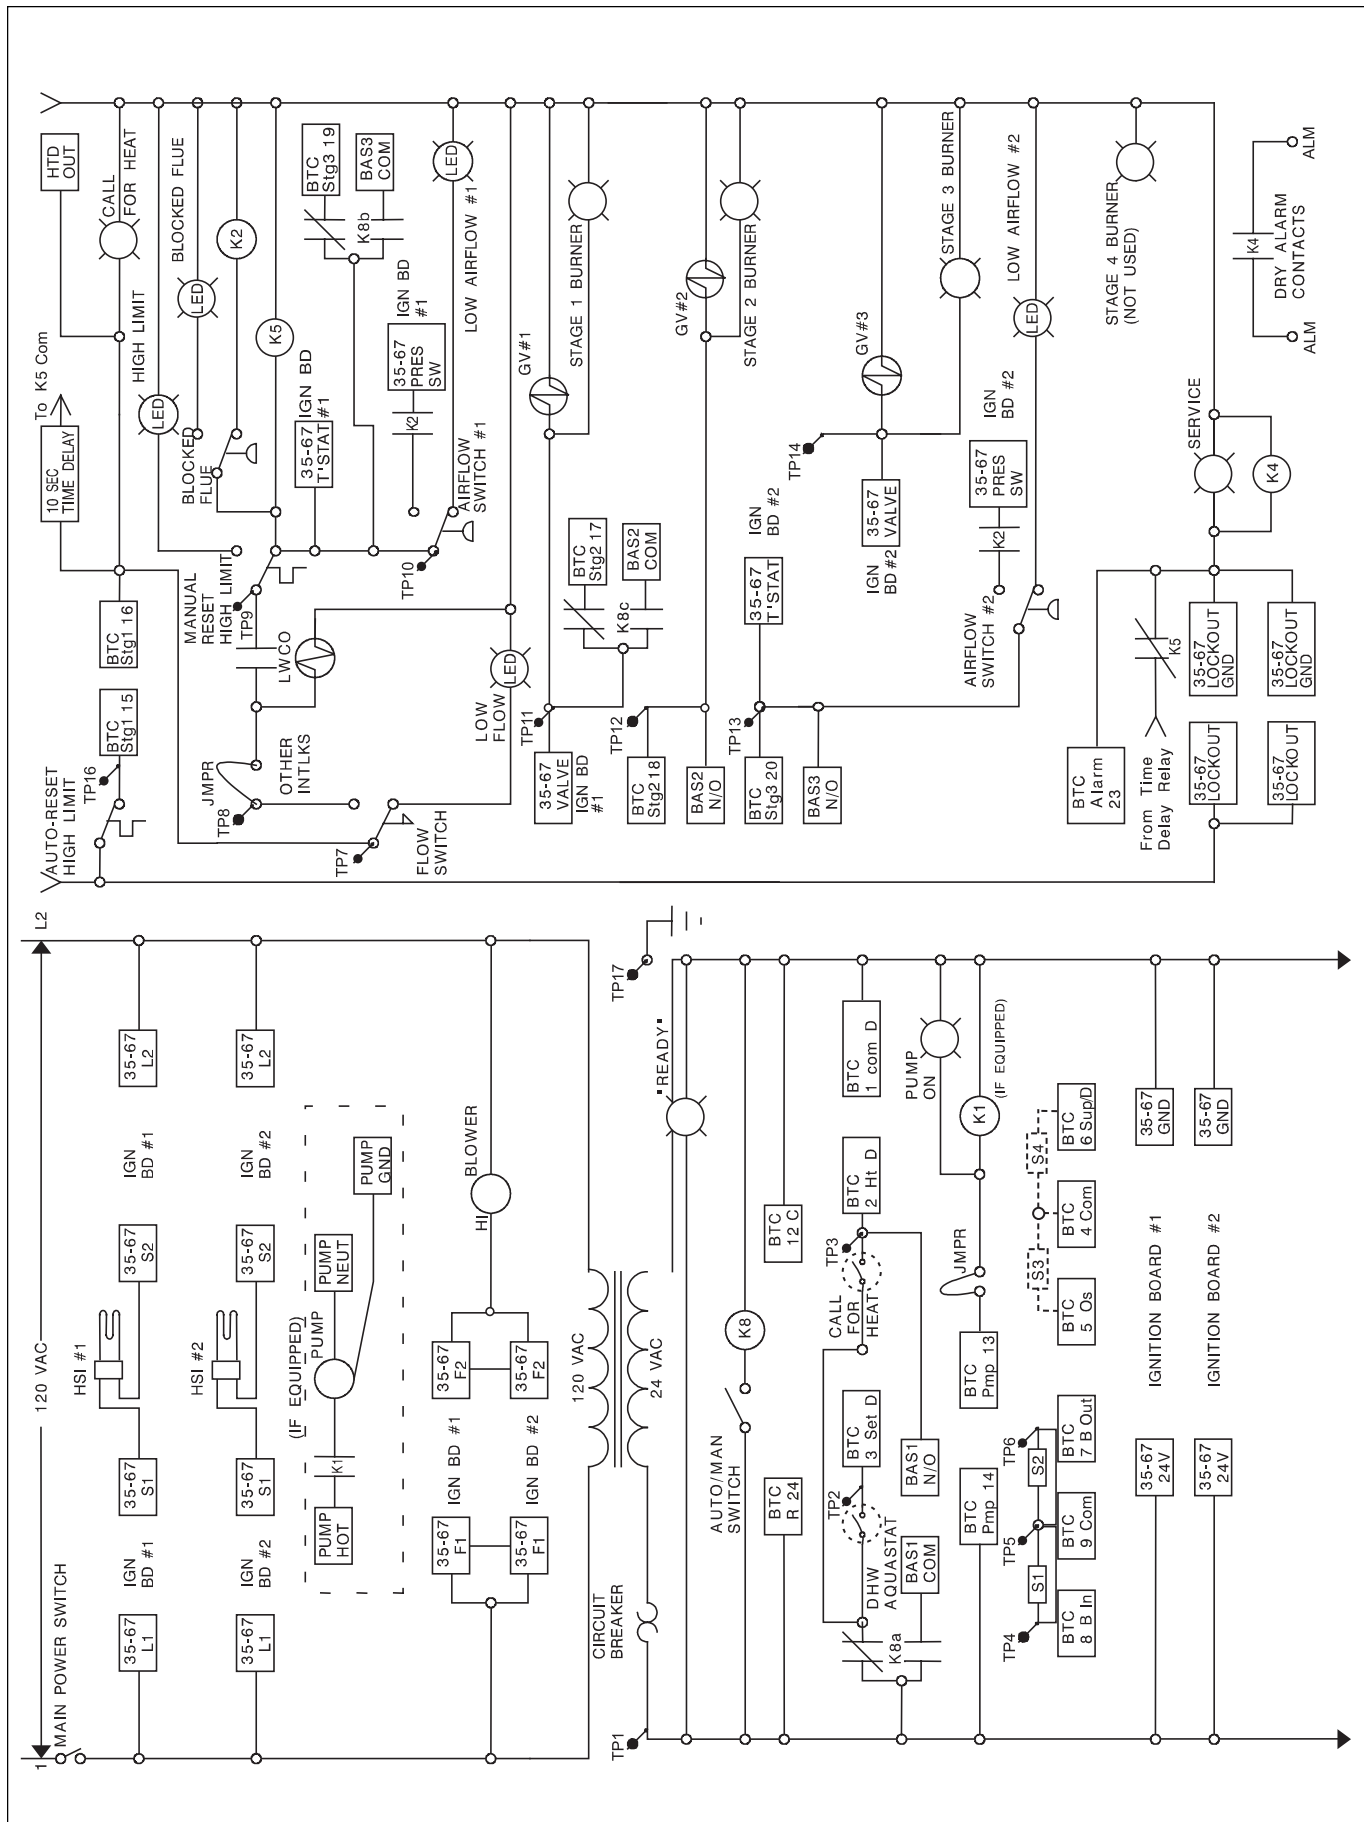 120 VAC
1
L2
MAIN POWER SWITCH
35-67
L1
IGN
BD #1
35-67
S1
HSI #1
35-67
S2
IGN
BD #1
35-67
L2
35-67
L1
IGN
BD #2
35-67
S1
HSI #2
35-67
S2
IGN
BD #2
35-67
L2
(IF EQUIPPED)
PUMP
HOT
K1
PUMP
PUMP
NEUT
PUMP
GND
35-67
F1
IGN BD #1
35-67
F2
HI
BLOWER
35-67
F1
IGN BD #2
35-67
F2
120 VAC
24 VAC
CIRCUIT
BREAKER
TP1
TP17
"READY"
AUTO/MAN
SWITCH
K8
BTC
R 24
BTC
12 C
K8a
DHW
AQUASTAT
TP2
BTC
3 Set D
CALL
FOR
HEAT
TP3
BTC
2 Ht D
BTC
1 com D
BAS1
COM
BAS1
N/O
BTC
Pmp 14
BTC
Pmp 13
JMPR
K1
(IF EQUIPPED)
PUMP
ON
TP4
S1
TP5
S2
TP6
BTC
8 B In
BTC
9 Com
BTC
7 B Out
S3
S4
BTC
5 Os
BTC
4 Com
BTC
6 Sup/D
35-67
24V
IGNITION BOARD #1
35-67
GND
35-67
24V
IGNITION BOARD #2
35-67
GND
AUTO-RESET
HIGH LIMIT
TP16
BTC
Stg1 15
BTC
Stg1 16
10 SEC
TIME DELAY
To K5 Com
HTD
OUT
CALL
FOR HEAT
HIGH LIMIT
LED
BLOCKED FLUE
LED
BLOCKED
FLUE
K2
K5
MANUAL
RESET
HIGH LIMIT
TP9
LWCO
JMPR
TP8
OTHER
INTLKS
TP7
FLOW
SWITCH
35-67
T'STAT
IGN BD
#1
BTC
Stg3 19
K8b
BAS3
COM
TP10
AIRFLOW
SWITCH #1
K2
35-67
PRES
SW
IGN BD
#1
LED
LOW AIRFLOW #1
LOW
FLOW
LED
35-67
VALVE
IGN BD
#1
TP11
GV#1
STAGE 1 BURNER
BTC
Stg2 17
K8c
BAS2
COM
BTC
Stg2 18
TP12
BAS2
N/O
GV#2
STAGE 2 BURNER
BTC
Stg3 20
TP13
BAS3
N/O
35-67
T'STAT
IGN
BD #2
TP14
35-67
VALVE
IGN
BD #2
GV#3
STAGE 3 BURNER
AIRFLOW
SWITCH #2
K2
35-67
PRES
SW
IGN
BD #2
LED
LOW AIRFLOW #2
STAGE 4 BURNER
(NOT USED)
BTC
Alarm
23
From Time
Delay Relay
K5
35-67
LOCKOUT
35-67
LOCKOUT
GND
35-67
LOCKOUT
35-67
LOCKOUT
GND
SERVICE
K4
ALM
K4
ALM
DRY ALARM
CONTACTS